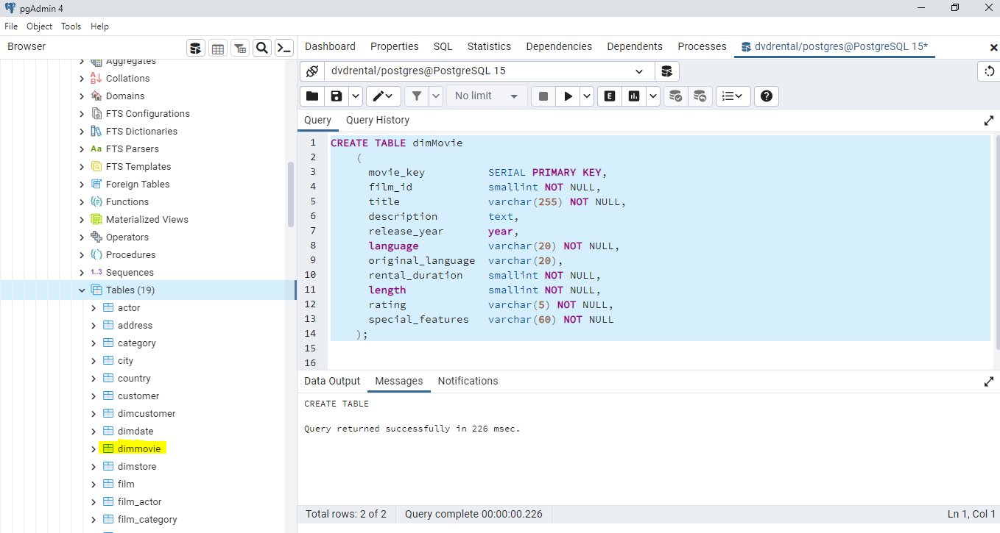 pgAdmin 4
File Object Tools Help
Browser
Aggregates
Collations
Domains
FTS Configurations
FTS Dictionaries
Aa FTS Parsers
FTS Templates
Foreign Tables
Functions
Materialized Views
Operators
Procedures
1..3 Sequences
Tables (19)
actor
address
category
city
country
customer
dimcustomer
dimdate
dimmovie
dimstore
film
film_actor
film_category
Dashboard Properties SQL Statistics Dependencies Dependents Processes dvdrental/postgres@PostgreSQL 15*
dvdrental/postgres@PostgreSQL 15
No limit
E
Query Query History
1 CREATE TABLE dimMovie
2 (
3 movie_key SERIAL PRIMARY KEY,
4 film_id smallint NOT NULL,
5 title varchar(255) NOT NULL,
6 description text,
7 release_year year,
8 language varchar(20) NOT NULL,
9 original_language varchar(20),
10 rental_duration smallint NOT NULL,
11 length smallint NOT NULL,
12 rating varchar(5) NOT NULL,
13 special_features varchar(60) NOT NULL
14 );
15
16
Data Output Messages Notifications
CREATE TABLE
Query returned successfully in 226 msec.
Total rows: 2 of 2 Query complete 00:00:00.226 Ln 1, Col 1